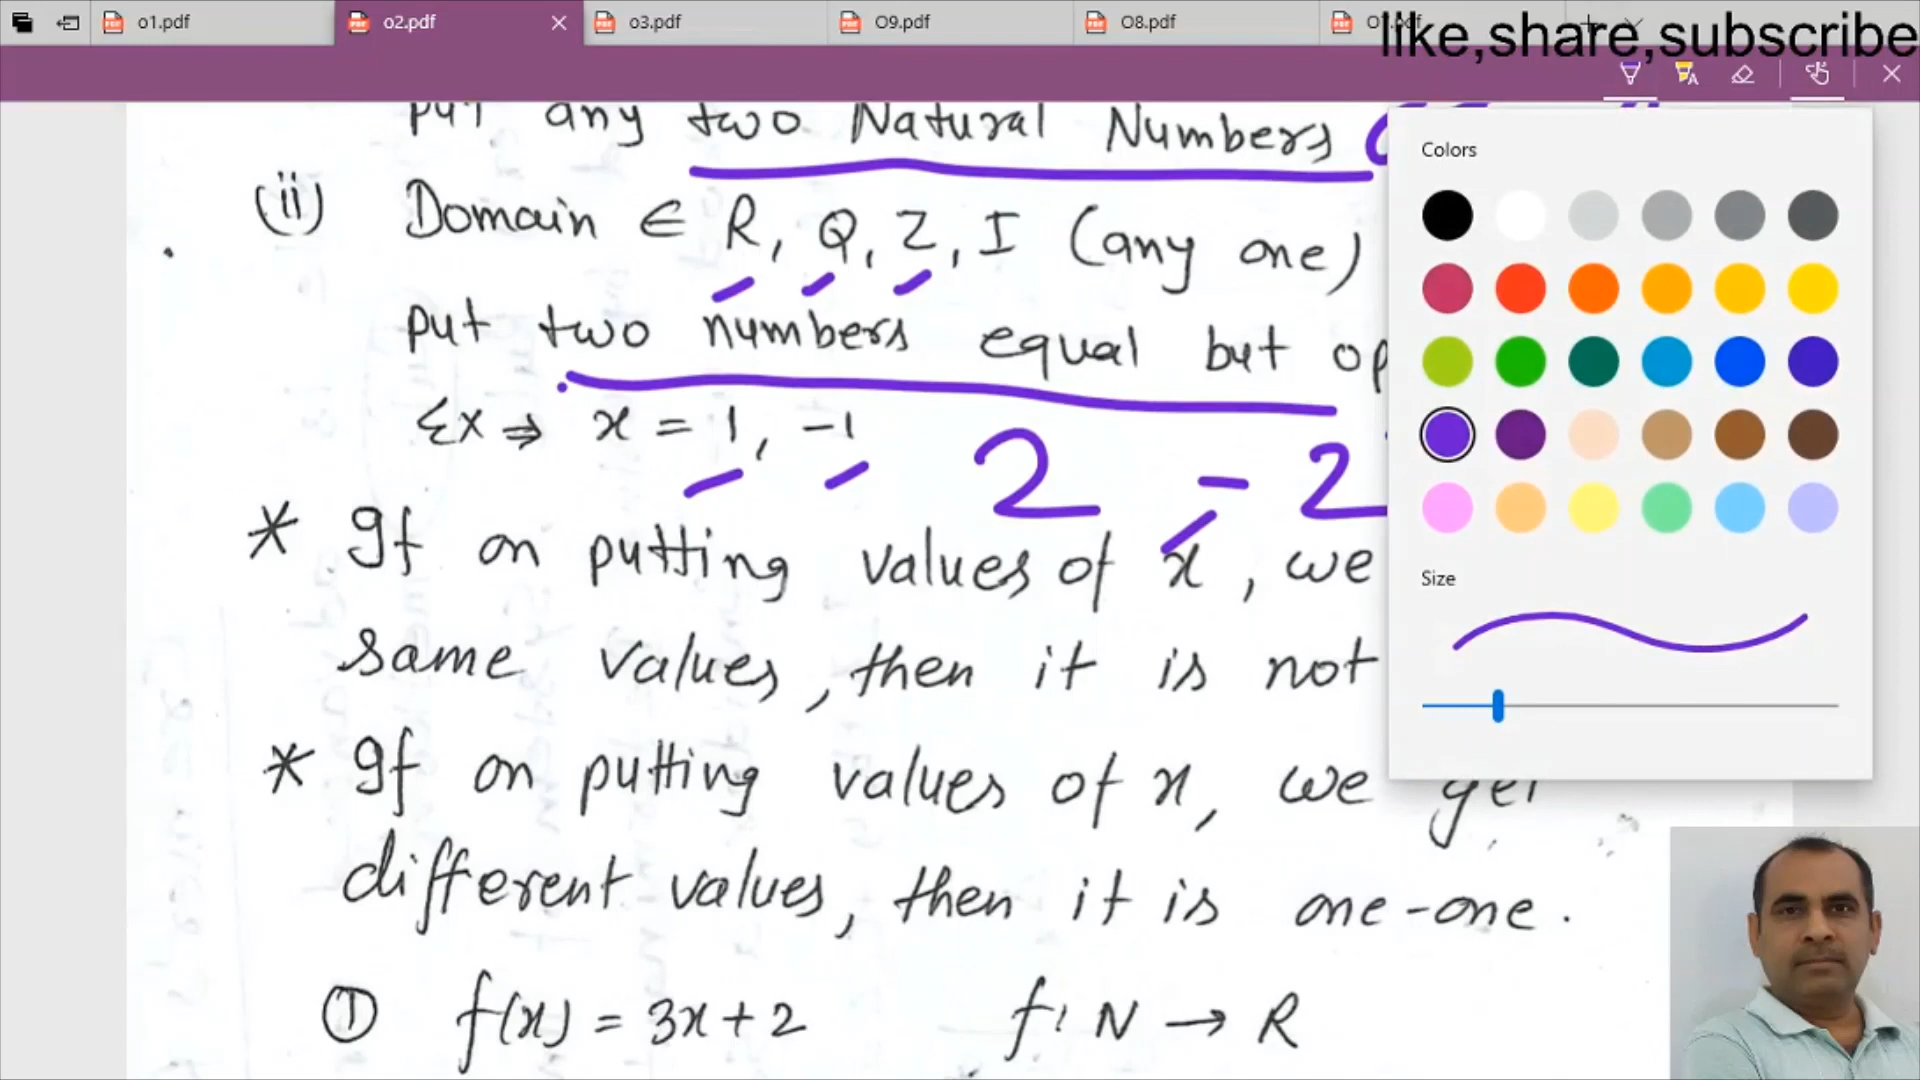 o1.pdf
o2.pdf
o3.pdf
O9.pdf
O8.pdf
like,share,subscribe
put any two Natural Numbers
(ii) Domain ∈ R, Q, Z, I (any one)
put two numbers equal but op
Ex ⇒ x = 1, -1 2, -2
* If on putting values of x, we
same values, then it is not
* If on putting values of x, we get
different values, then it is one-one.
① f(x) = 3x+2 f: N → R
Colors
Size